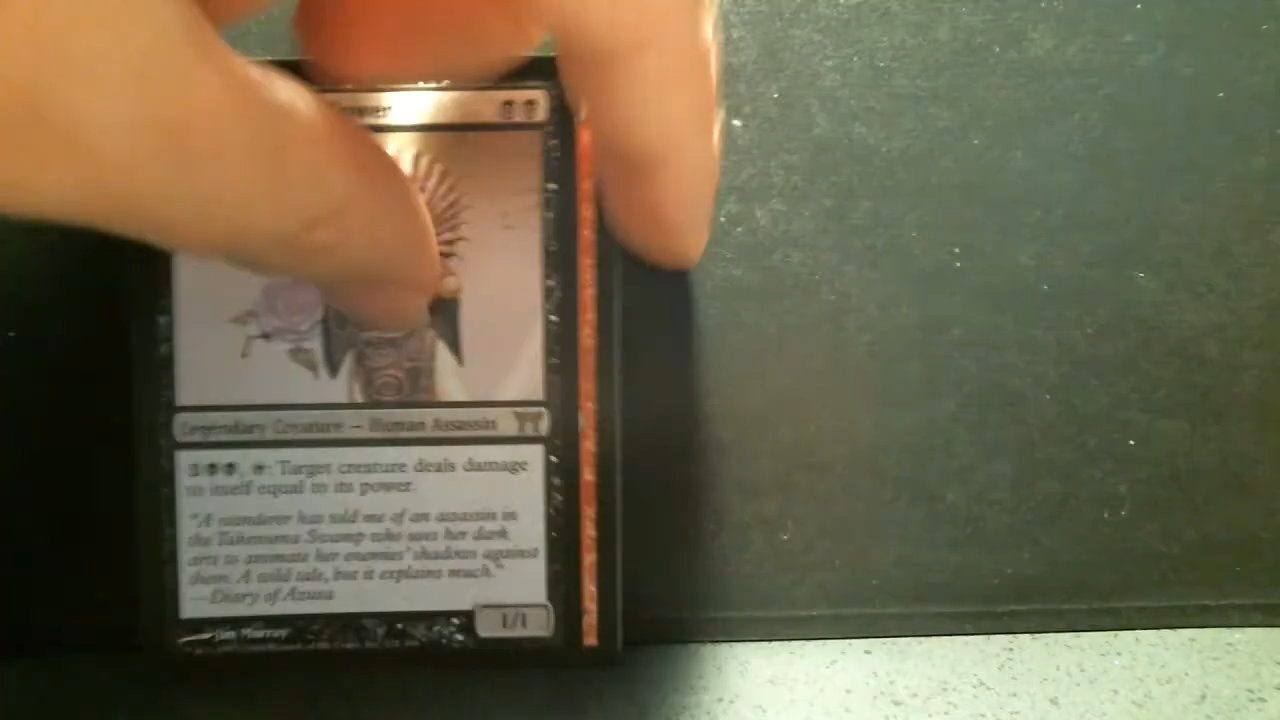 Legendary Creature – Human Assassin
: Target creature deals damage
to itself equal to its power.
"A wanderer has told me of an assassin in
the Takenuma Swamp who uses her dark
arts to animate her enemies' shadows against
them. A wild tale, but it explains much."
—Diary of Azusa
1/1
Jim Murray